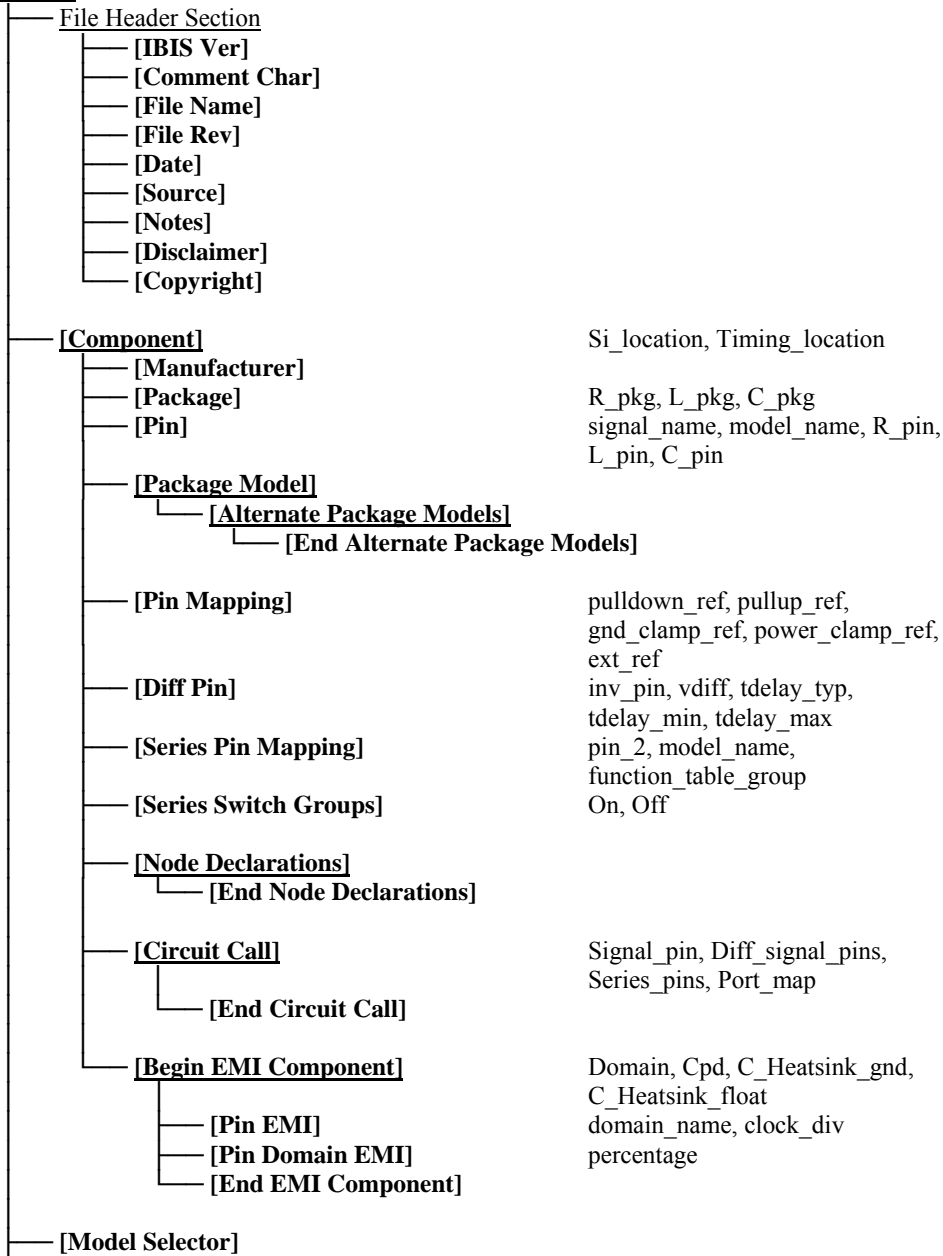 File Header Section
[IBIS Ver]
[Comment Char]
[File Name]
[File Rev]
[Date]
[Source]
[Notes]
[Disclaimer]
[Copyright]
[Component] Si_location, Timing_location
[Manufacturer]
[Package] R_pkg, L_pkg, C_pkg
[Pin] signal_name, model_name, R_pin,
L_pin, C_pin
[Package Model]
[Alternate Package Models]
[End Alternate Package Models]
[Pin Mapping] pulldown_ref, pullup_ref,
gnd_clamp_ref, power_clamp_ref,
ext_ref
[Diff Pin] inv_pin, vdiff, tdelay_typ,
tdelay_min, tdelay_max
[Series Pin Mapping] pin_2, model_name,
function_table_group
[Series Switch Groups] On, Off
[Node Declarations]
[End Node Declarations]
[Circuit Call] Signal_pin, Diff_signal_pins,
Series_pins, Port_map
[End Circuit Call]
[Begin EMI Component] Domain, Cpd, C_Heatsink_gnd,
C_Heatsink_float
[Pin EMI] domain_name, clock_div
[Pin Domain EMI] percentage
[End EMI Component]
[Model Selector]